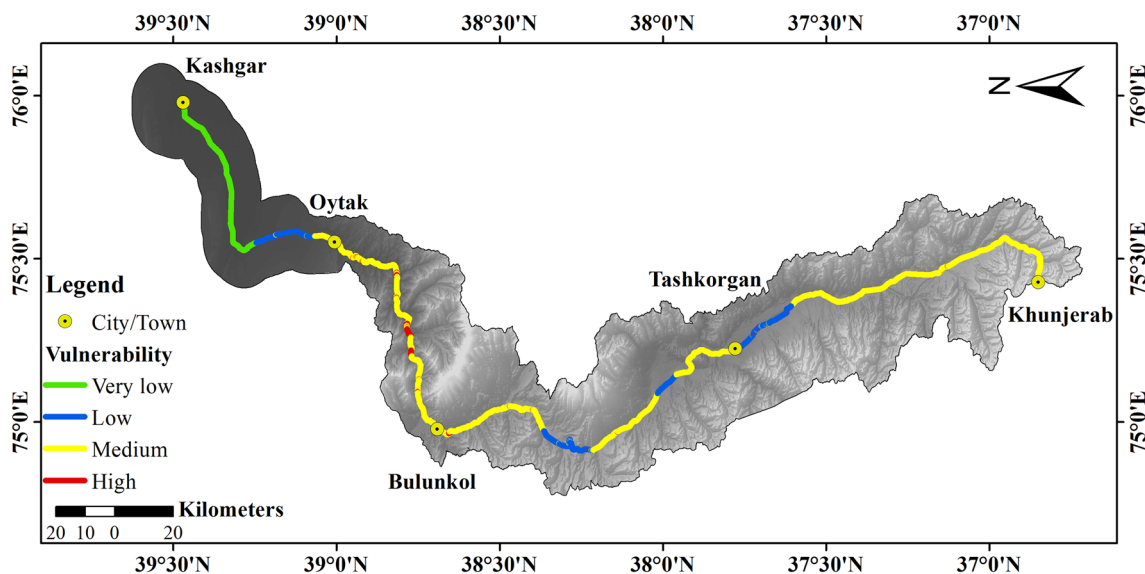 39°30'N 39°0'N 38°30'N 38°0'N 37°30'N 37°0'N
76°0'E
75°30'E
75°0'E
Kashgar
Oytak
Tashkorgan
Khunjerab
Bulunkol
N
Legend
City/Town
Vulnerability
Very low
Low
Medium
High
Kilometers
20 10 0 20
76°0'E
75°30'E
75°0'E
39°30'N 39°0'N 38°30'N 38°0'N 37°30'N 37°0'N